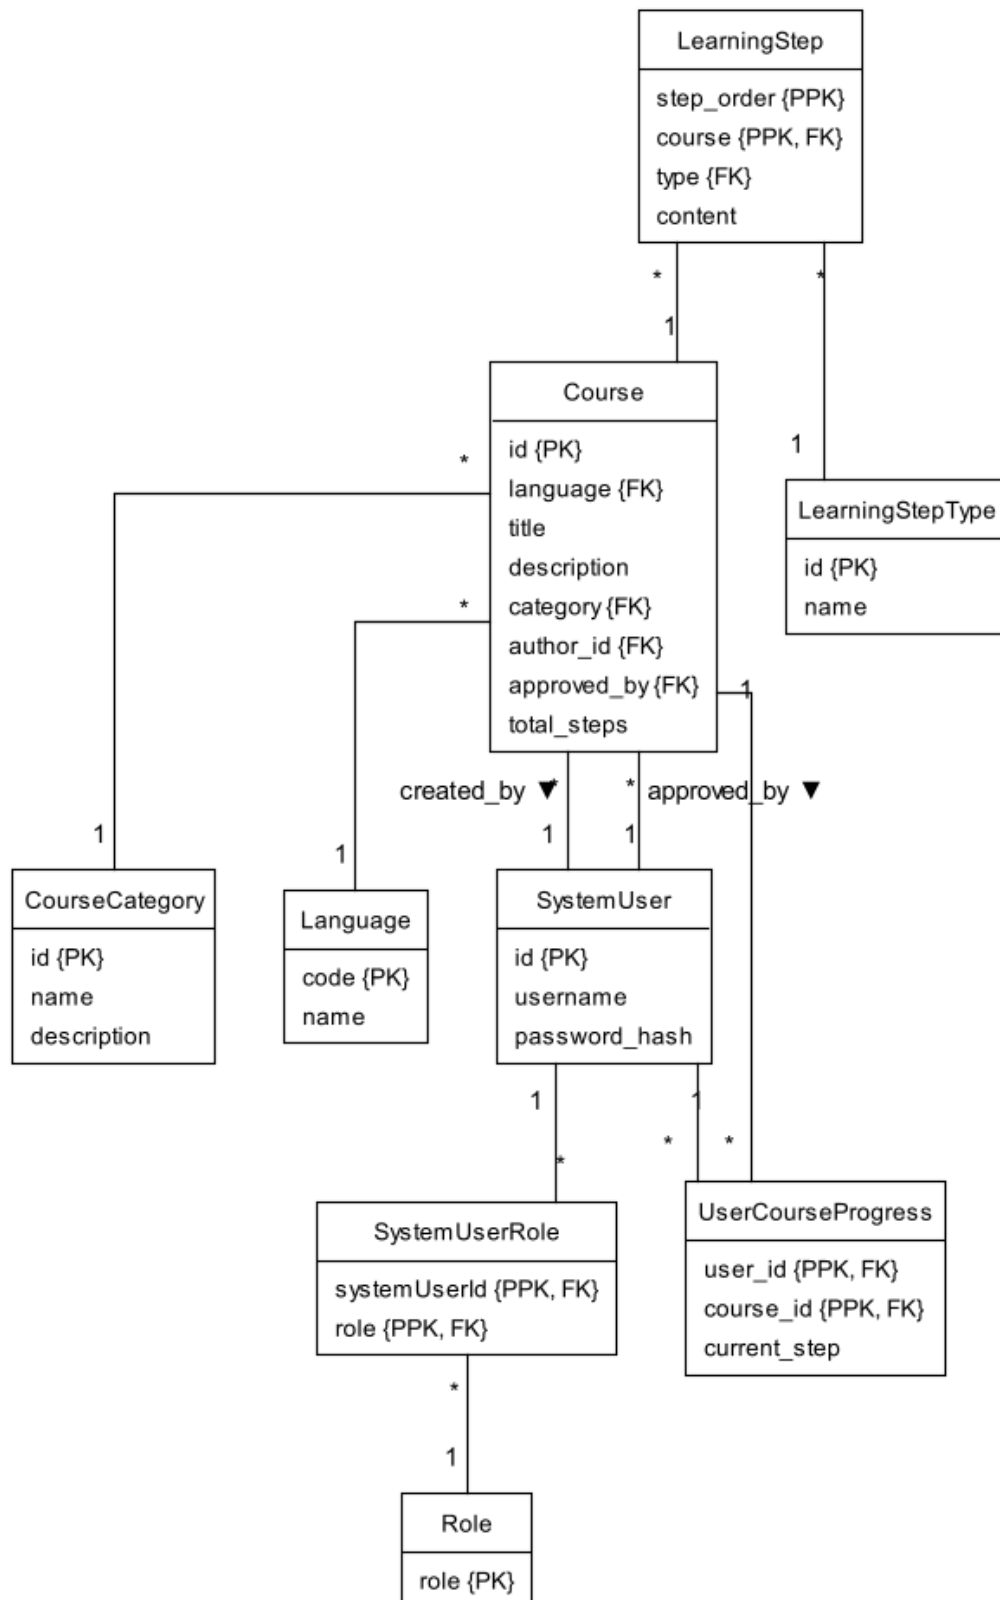 LearningStep
step_order {PPK}
course {PPK, FK}
type {FK}
content
*
*
1
1
Course
id {PK}
language {FK}
title
description
category {FK}
author_id {FK}
approved_by {FK}
total_steps
LearningStepType
id {PK}
name
*
*
1
created_by ▼
*
*
approved_by ▼
1
1
1
1
CourseCategory
id {PK}
name
description
Language
code {PK}
name
SystemUser
id {PK}
username
password_hash
1
*
1
*
*
SystemUserRole
systemUserId {PPK, FK}
role {PPK, FK}
UserCourseProgress
user_id {PPK, FK}
course_id {PPK, FK}
current_step
*
1
Role
role {PK}